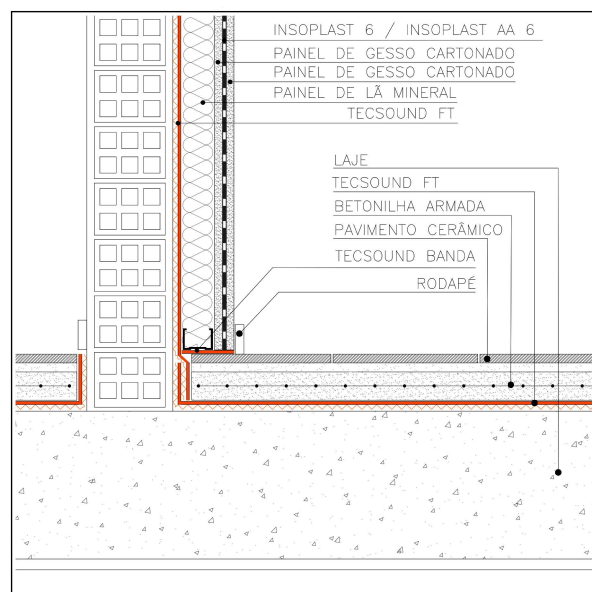 INSOPLAST 6 / INSOPLAST AA 6
PAINEL DE GESSO CARTONADO
PAINEL DE GESSO CARTONADO
PAINEL DE LÃ MINERAL
TECSOUND FT
LAJE
TECSOUND FT
BETONILHA ARMADA
PAVIMENTO CERÂMICO
TECSOUND BANDA
RODAPÉ